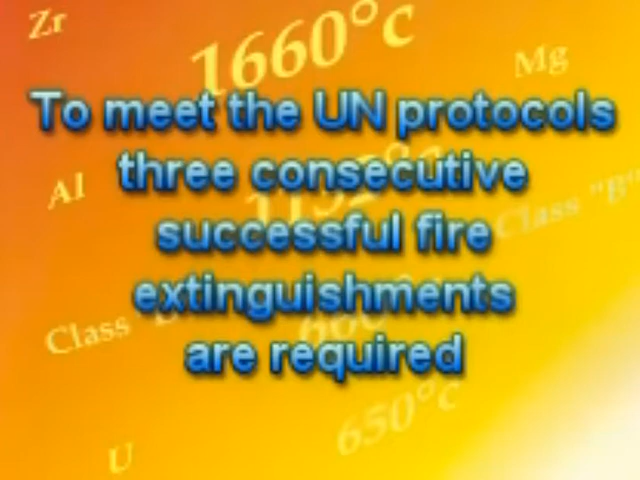 Zr
1660°c
Mg
To meet the UN protocols
three consecutive
Al
successful fire
Class "B"
extinguishments
Class
are required
650°c
U